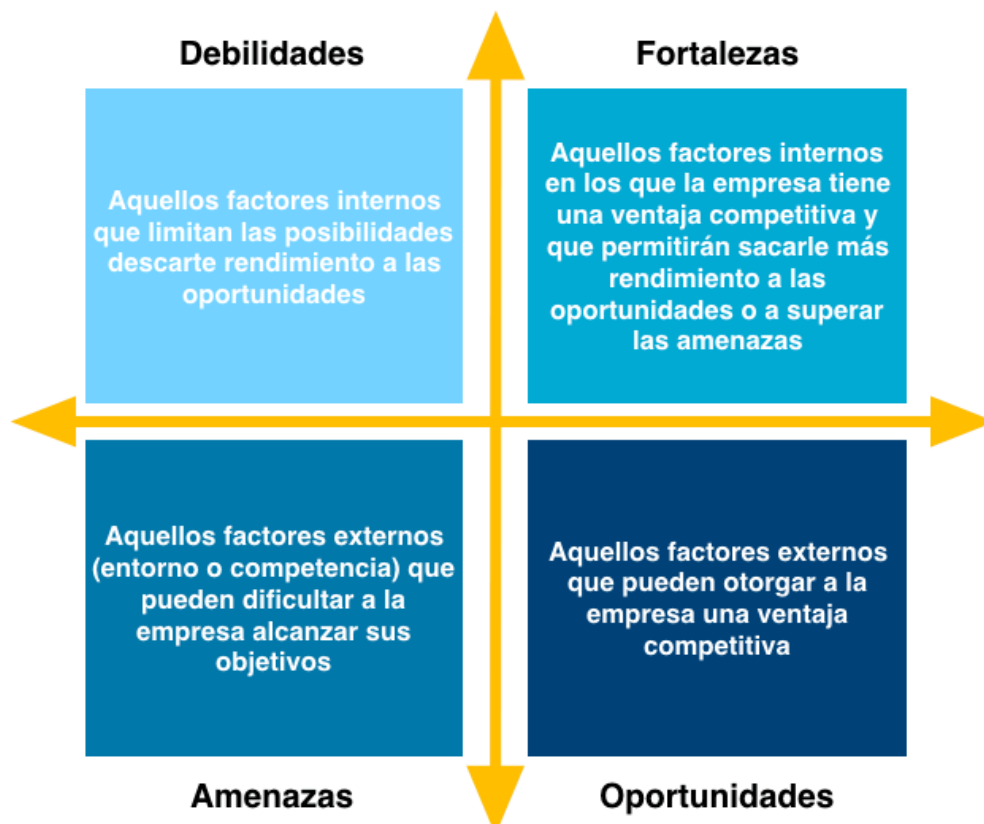 Debilidades
Aquellos factores internos
que limitan las posibilidades
descarte rendimiento a las
oportunidades
Fortalezas
Aquellos factores internos
en los que la empresa tiene
una ventaja competitiva y
que permitirán sacarle más
rendimiento a las
oportunidades o a superar
las amenazas
Aquellos factores externos
(entorno o competencia) que
pueden dificultar a la
empresa alcanzar sus
objetivos
Amenazas
Aquellos factores externos
que pueden otorgar a la
empresa una ventaja
competitiva
Oportunidades